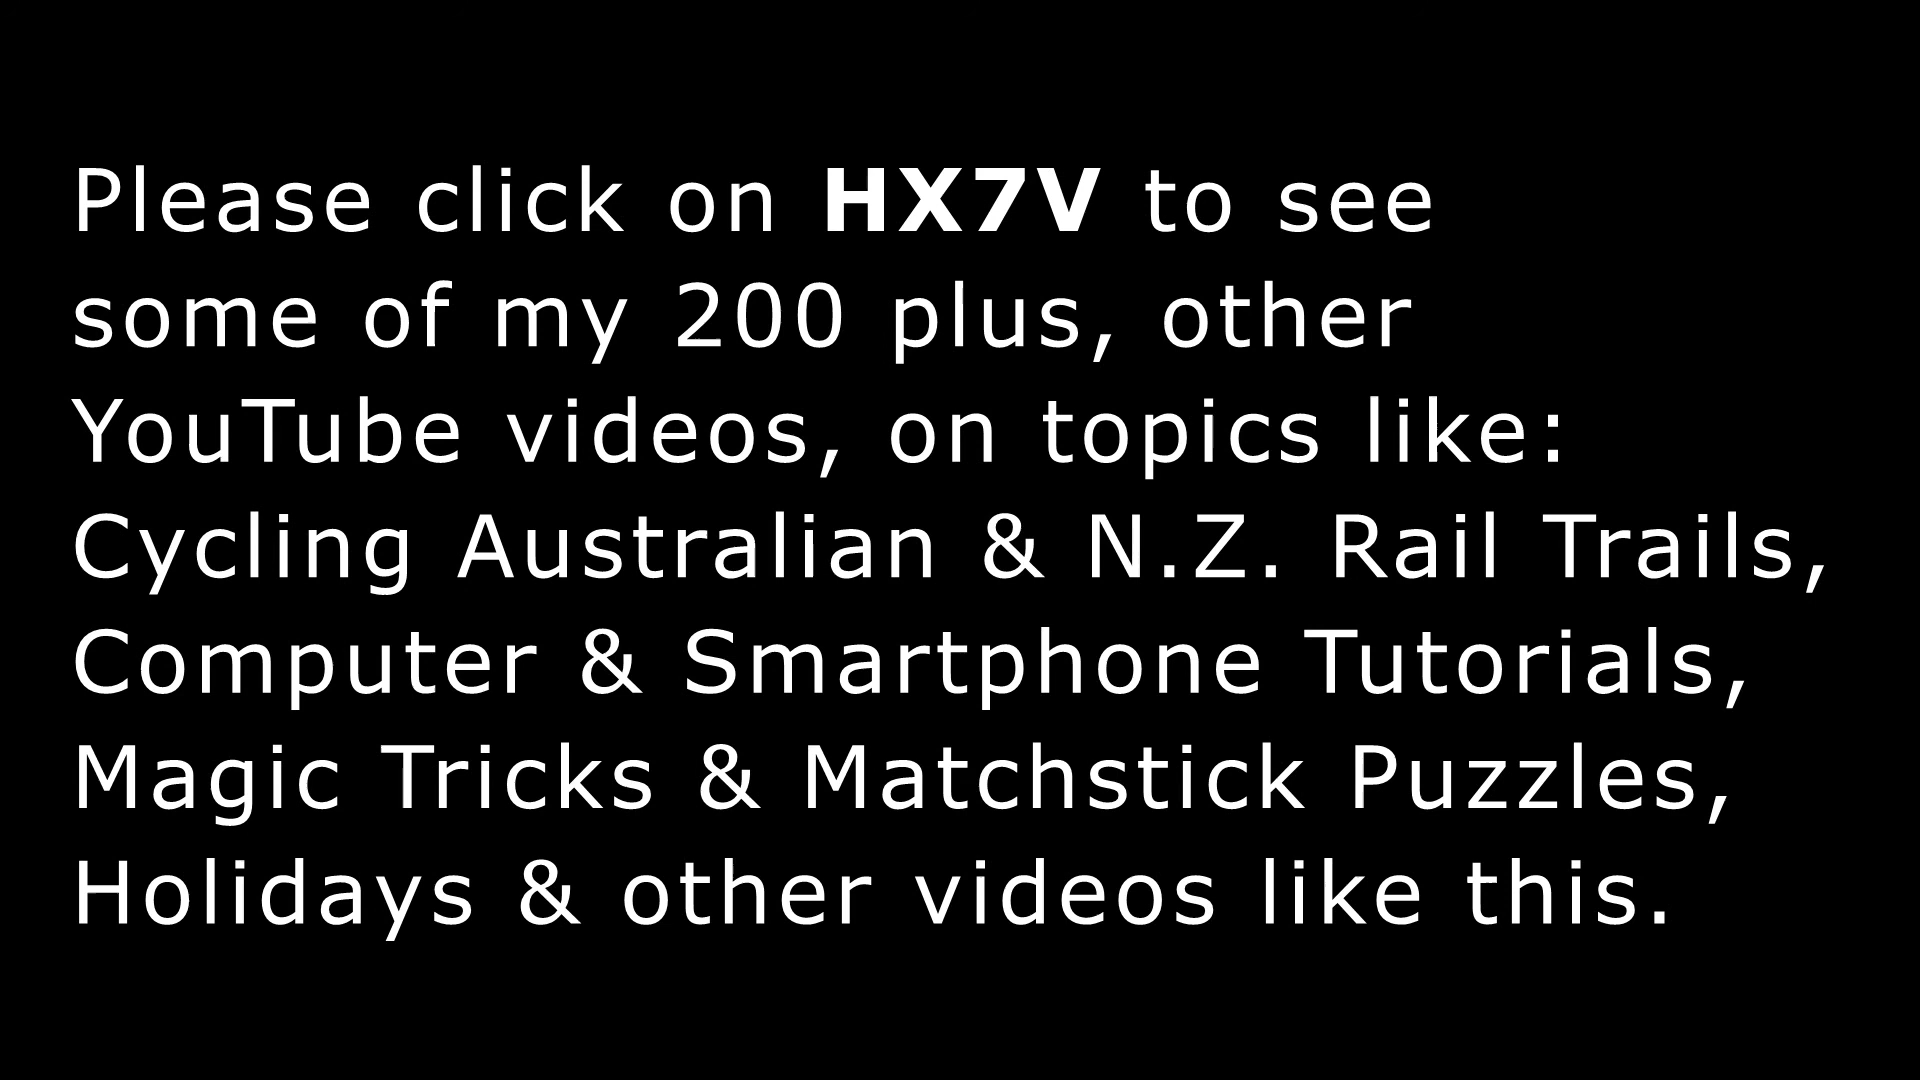 Please click on HX7V to see
some of my 200 plus, other
YouTube videos, on topics like:
Cycling Australian & N.Z. Rail Trails,
Computer & Smartphone Tutorials,
Magic Tricks & Matchstick Puzzles,
Holidays & other videos like this.